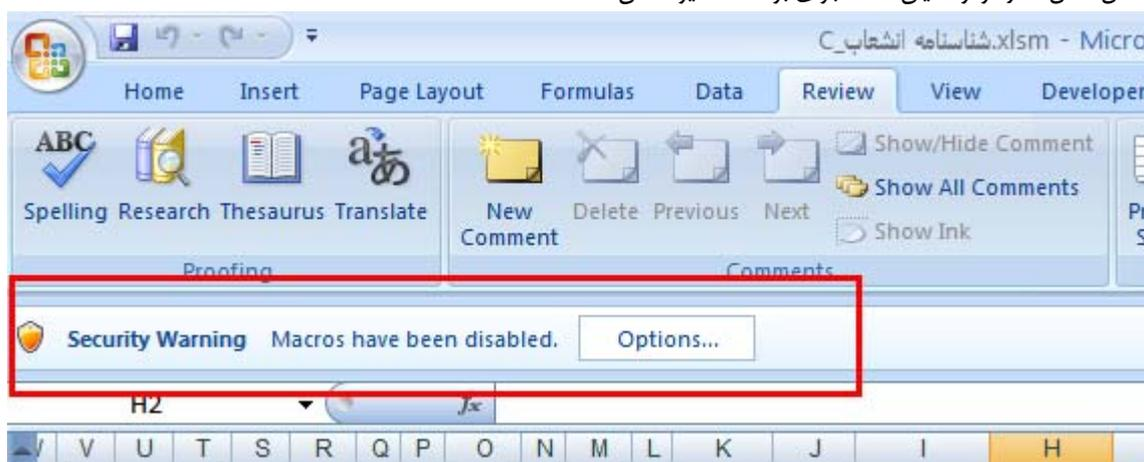 شناسنامه انشعاب_C.xlsm - Micro
Home Insert Page Layout Formulas Data Review View Developer
ABC
Spelling Research Thesaurus Translate
New Comment
Delete Previous Next
Show/Hide Comment
Show All Comments
Show Ink
Proofing
Comments
Security Warning Macros have been disabled. Options...
H2 fx
V U T S R Q P O N M L K J I H